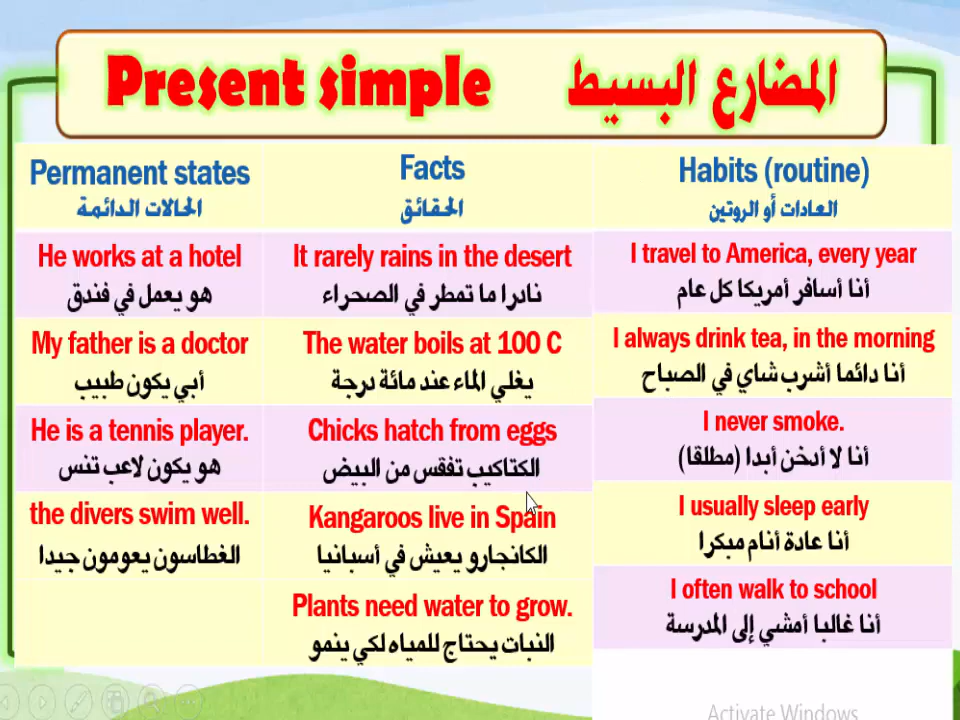 Present simple المضارع البسيط
Permanent states
الحالات الدائمة
He works at a hotel
هو يعمل في فندق
My father is a doctor
أبي يكون طبيب
He is a tennis player.
هو يكون لاعب تنس
the divers swim well.
الغطاسون يعومون جيدا
Facts
الحقائق
It rarely rains in the desert
نادرا ما تمطر في الصحراء
The water boils at 100 C
يغلي الماء عند مائة درجة
Chicks hatch from eggs
الكتاكيب تفقس من البيض
Kangaroos live in Spain
الكانجارو يعيش في أسبانيا
Plants need water to grow.
النبات يحتاج للمياه لكي ينمو
Habits (routine)
العادات أو الروتين
I travel to America, every year
أنا أسافر أمريكا كل عام
I always drink tea, in the morning
أنا دائما أشرب شاي في الصباح
I never smoke.
أنا لا أدخن أبدا (مطلقا)
I usually sleep early
أنا عادة أنام مبكرا
I often walk to school
أنا غالبا أمشي إلى المدرسة
Activate Windows